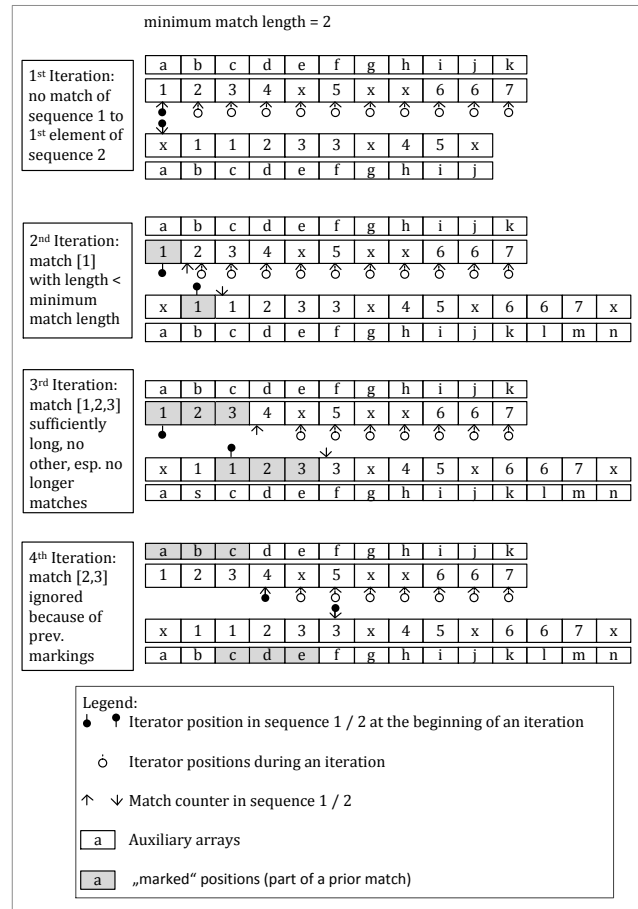 minimum match length = 2
1st Iteration:
no match of
sequence 1 to
1st element of
sequence 2
a b c d e f g h i j k
1 2 3 4 x 5 x x 6 6 7
x 1 1 2 3 3 x 4 5 x
a b c d e f g h i j
2nd Iteration:
match [1]
with length <
minimum
match length
a b c d e f g h i j k
1 2 3 4 x 5 x x 6 6 7
x 1 1 2 3 3 x 4 5 x 6 6 7 x
a b c d e f g h i j k l m n
3rd Iteration:
match [1,2,3]
sufficiently
long, no
other, esp. no
longer
matches
a b c d e f g h i j k
1 2 3 4 x 5 x x 6 6 7
x 1 1 2 3 3 x 4 5 x 6 6 7 x
a s c d e f g h i j k l m n
4th Iteration:
match [2,3]
ignored
because of
prev.
markings
a b c d e f g h i j k
1 2 3 4 x 5 x x 6 6 7
x 1 1 2 3 3 x 4 5 x 6 6 7 x
a b c d e f g h i j k l m n
Legend:
Iterator position in sequence 1 / 2 at the beginning of an iteration
Iterator positions during an iteration
Match counter in sequence 1 / 2
a Auxiliary arrays
a „marked“ positions (part of a prior match)